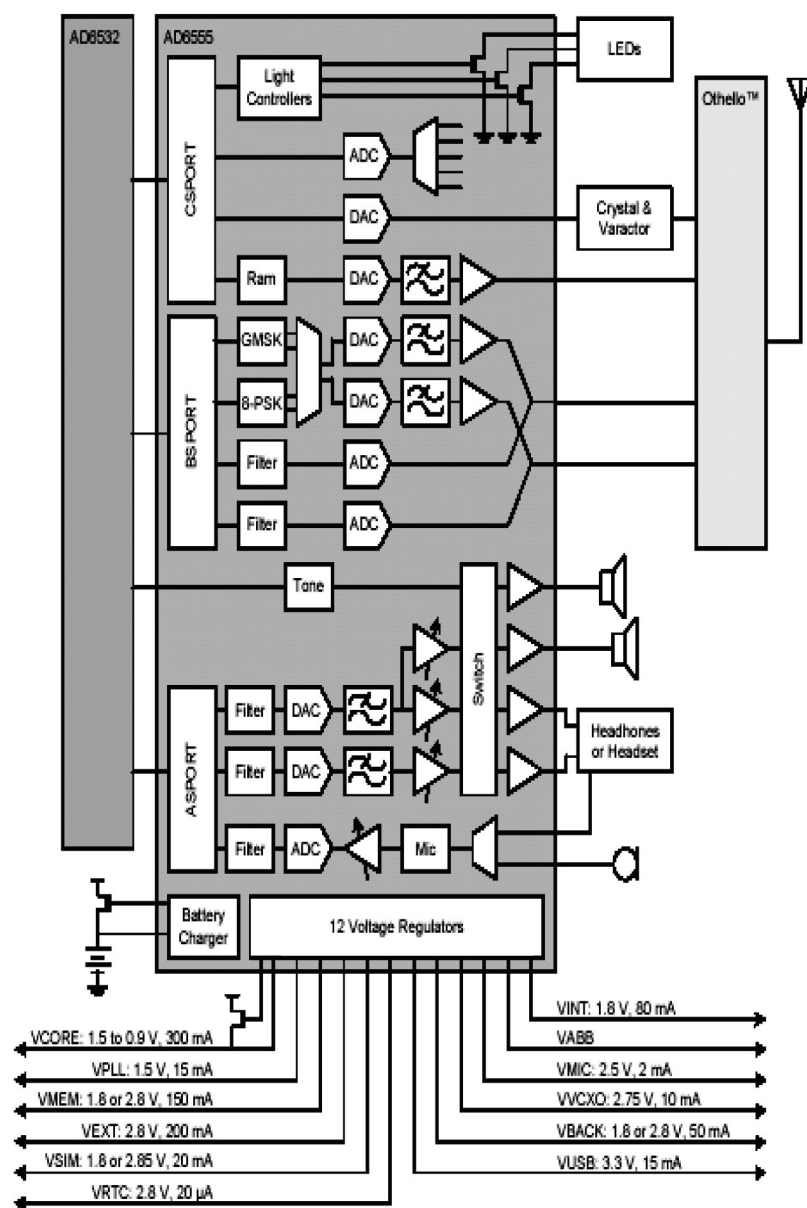 AD6532
AD6555
LEDs
Light
Controllers
Othello™
CSPORT
ADC
DAC
Crystal &
Varactor
Ram
DAC
BSPORT
GMSK
DAC
8-PSK
DAC
Filter
ADC
Filter
ADC
Tone
Switch
ASPORT
Filter
DAC
Headhones
or Headset
Filter
DAC
Filter
ADC
Mic
Battery
Charger
12 Voltage Regulators
VINT: 1.8 V, 80 mA
VCORE: 1.5 to 0.9 V, 300 mA
VABB
VPLL: 1.5 V, 15 mA
VMIC: 2.5 V, 2 mA
VMEM: 1.8 or 2.8 V, 150 mA
VVCXO: 2.75 V, 10 mA
VEXT: 2.8 V, 200 mA
VBACK: 1.8 or 2.8 V, 50 mA
VSIM: 1.8 or 2.85 V, 20 mA
VUSB: 3.3 V, 15 mA
VRTC: 2.8 V, 20 µA